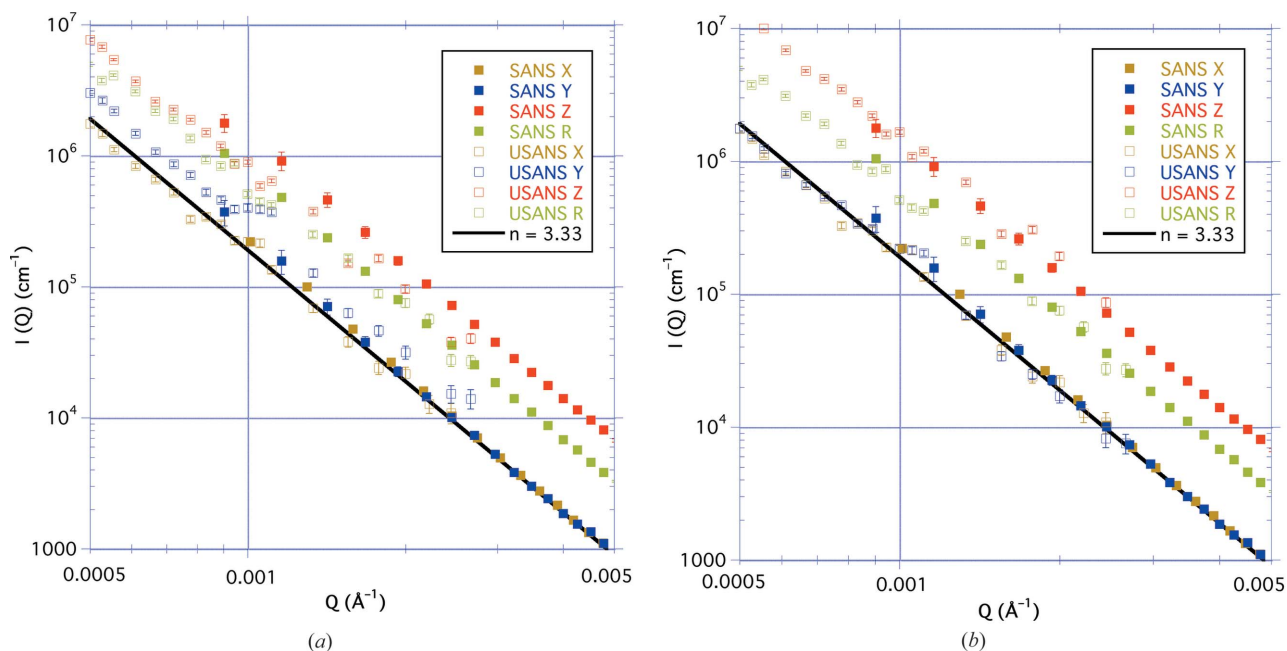 10⁷
10⁶
10⁵
10⁴
1000
I (Q) (cm⁻¹)
SANS X
SANS Y
SANS Z
SANS R
USANS X
USANS Y
USANS Z
USANS R
n = 3.33
0.0005
0.001
0.005
Q (Å⁻¹)
(a)
10⁷
10⁶
10⁵
10⁴
1000
I (Q) (cm⁻¹)
SANS X
SANS Y
SANS Z
SANS R
USANS X
USANS Y
USANS Z
USANS R
n = 3.33
0.0005
0.001
0.005
Q (Å⁻¹)
(b)